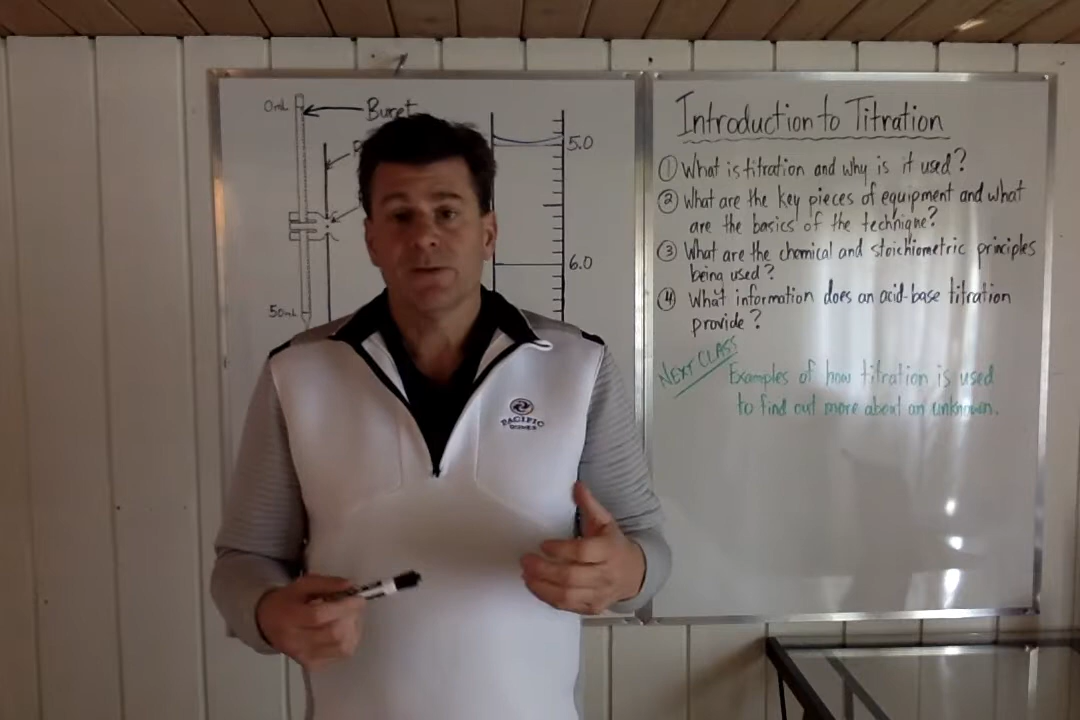 0mL
Buret
50mL
5.0
6.0
Introduction to Titration
① What is titration and why is it used?
② What are the key pieces of equipment and what
are the basics of the technique?
③ What are the chemical and stoichiometric principles
being used?
④ What information does an acid-base titration
provide?
NEXT CLASS
Examples of how titration is used
to find out more about an unknown.
PACIFIC